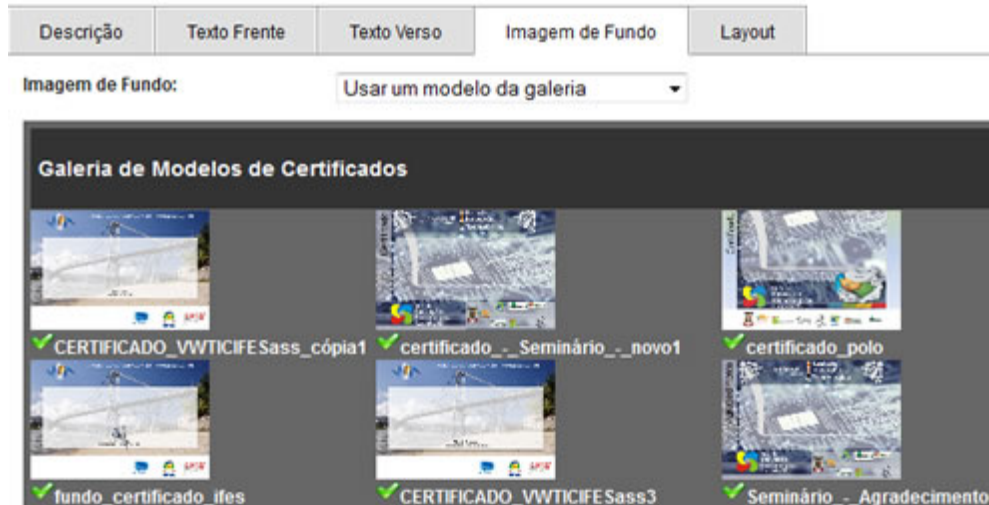 Descrição Texto Frente Texto Verso Imagem de Fundo Layout
Imagem de Fundo: Usar um modelo da galeria
Galeria de Modelos de Certificados
CERTIFICADO_VWTICIFESass_cópia1 certificado_-_Seminário_-_novo1 certificado_polo
fundo_certificado_ifes CERTIFICADO_VWTICIFESass3 Seminário_-_Agradecimento